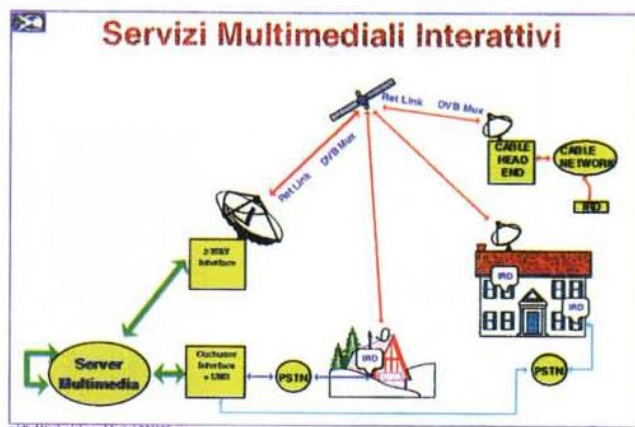 Servizi Multimediali Interattivi
Ret Link DVB Mux
CABLE
HEAD
END
CABLE
NETWORK
IRD
Ret Link DVB Mux
2-WAY
Interface
IRD
IRD
IRD
Server
Multimedia
Interface
PSTN
PSTN